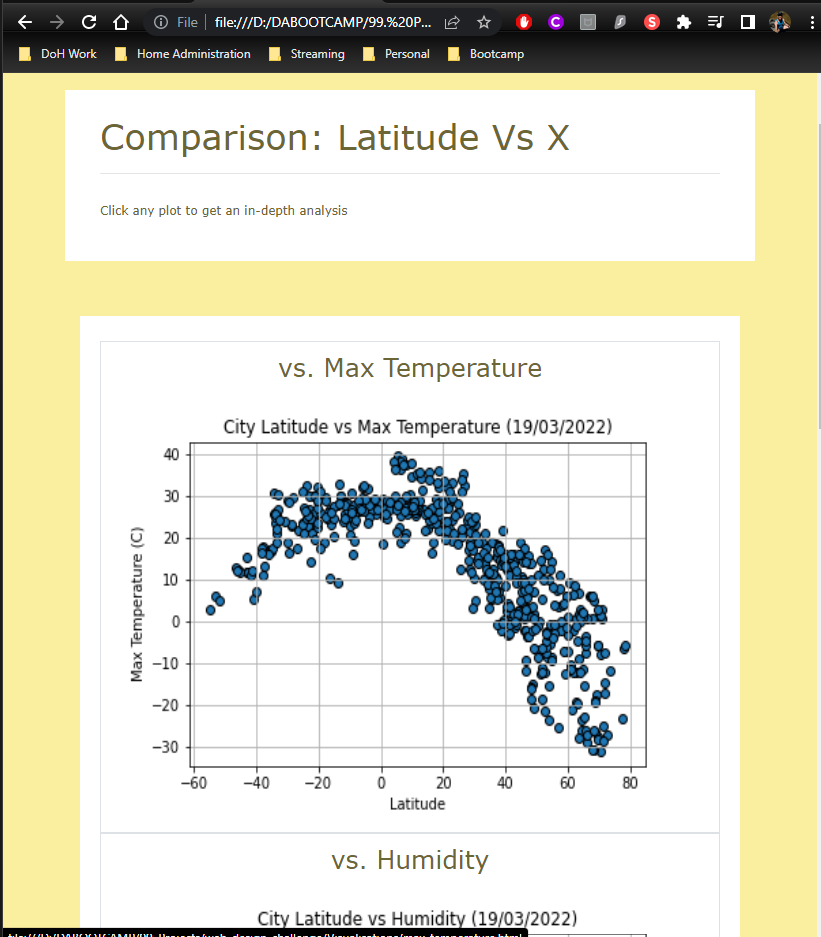 File file:///D:/DABOOTCAMP/99.%20P...
DoH Work Home Administration Streaming Personal Bootcamp
Comparison: Latitude Vs X
Click any plot to get an in-depth analysis
vs. Max Temperature
City Latitude vs Max Temperature (19/03/2022)
40
30
20
10
0
−10
−20
−30
Max Temperature (C)
−60 −40 −20 0 20 40 60 80
Latitude
vs. Humidity
City Latitude vs Humidity (19/03/2022)